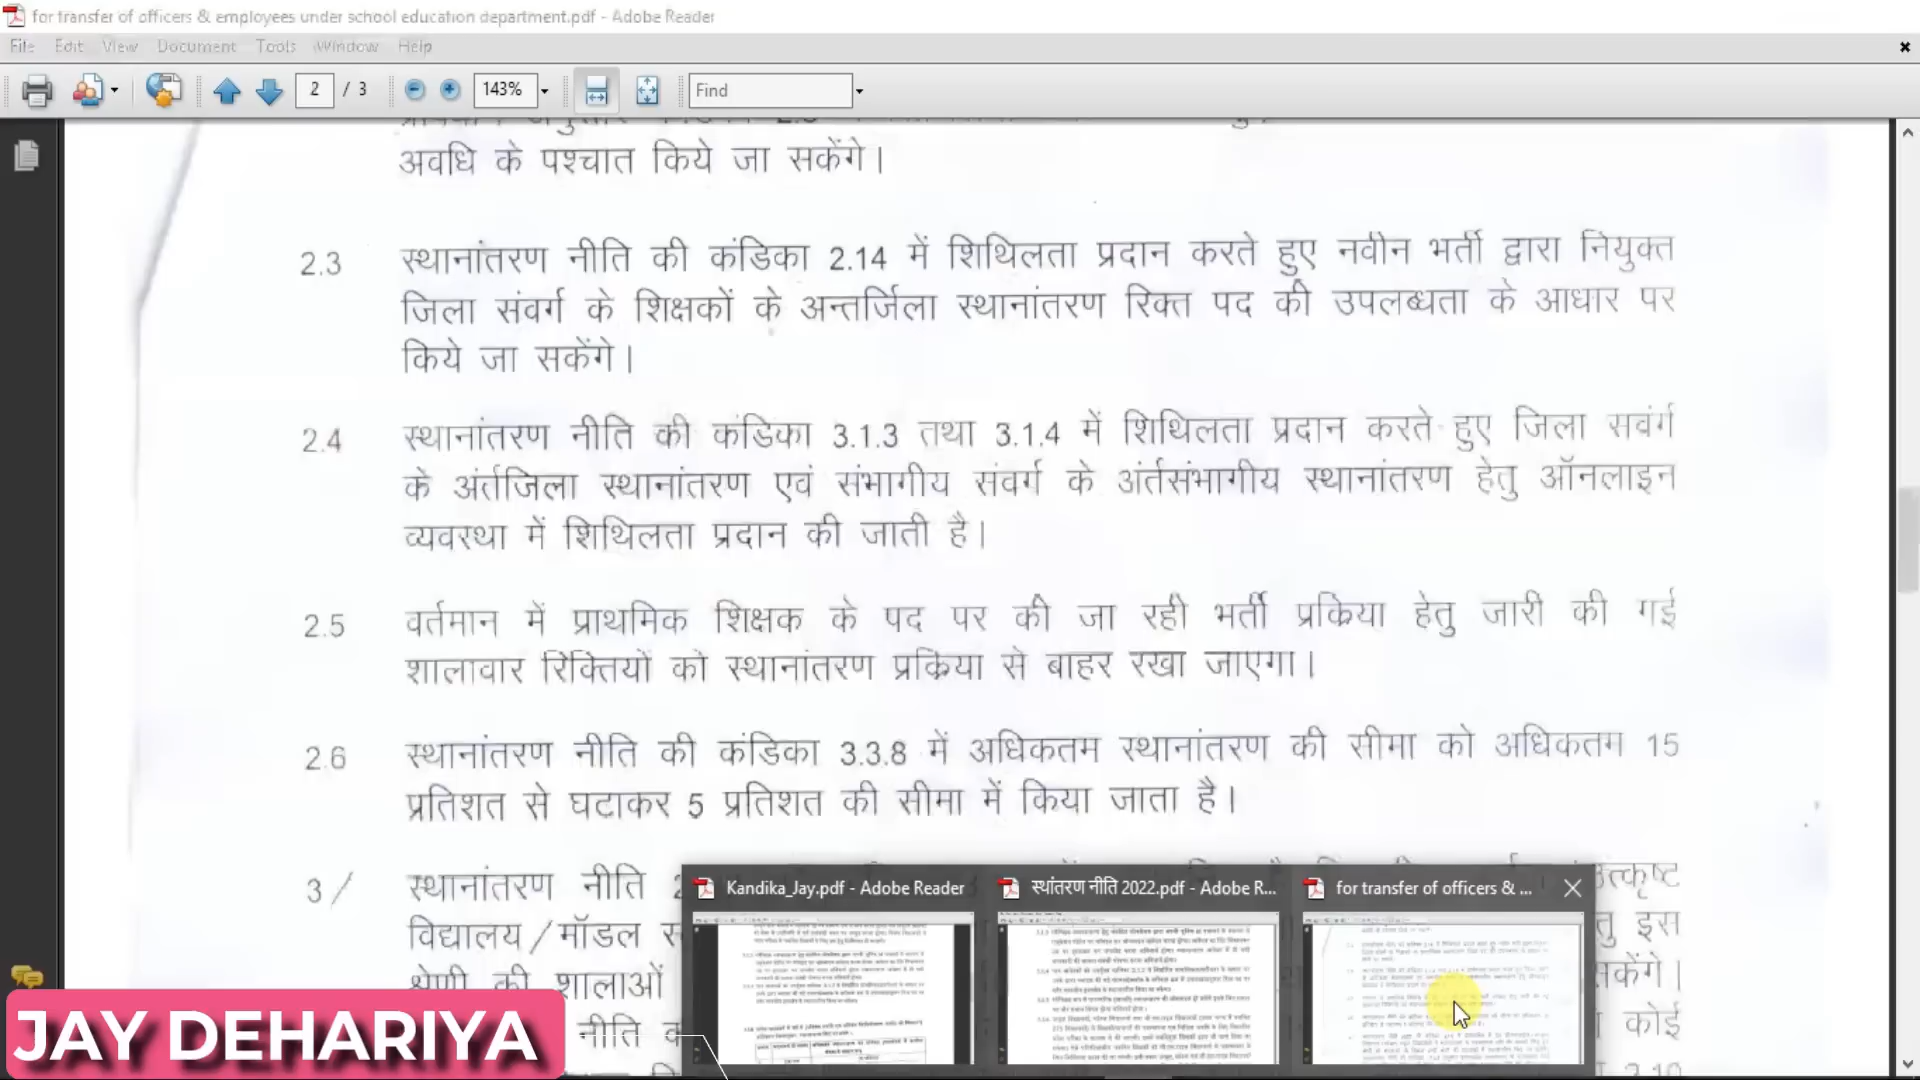 for transfer of officers & employees under school education department.pdf - Adobe Reader
File Edit View Document Tools Window Help
2 / 3 143% Find
अवधि के पश्चात किये जा सकेंगे।
2.3 स्थानांतरण नीति की कंडिका 2.14 में शिथिलता प्रदान करते हुए नवीन भर्ती द्वारा नियुक्त
जिला संवर्ग के शिक्षकों के अन्तर्जिला स्थानांतरण रिक्त पद की उपलब्धता के आधार पर
किये जा सकेंगे।
2.4 स्थानांतरण नीति की कंडिका 3.1.3 तथा 3.1.4 में शिथिलता प्रदान करते हुए जिला सवंर्ग
के अंर्तजिला स्थानांतरण एवं संभागीय संवर्ग के अंर्तसंभागीय स्थानांतरण हेतु ऑनलाइन
व्यवस्था में शिथिलता प्रदान की जाती है।
2.5 वर्तमान में प्राथमिक शिक्षक के पद पर की जा रही भर्ती प्रकिया हेतु जारी की गई
शालावार रिक्तियों को स्थानांतरण प्रकिया से बाहर रखा जाएगा।
2.6 स्थानांतरण नीति की कंडिका 3.3.8 में अधिकतम स्थानांतरण की सीमा को अधिकतम 15
प्रतिशत से घटाकर 5 प्रतिशत की सीमा में किया जाता है।
3/ स्थानांतरण नीति उत्कृष्ट
विद्यालय/मॉडल इस
श्रेणी की शालाओं सकेंगे।
नीति कोई
3.10
Kandika_Jay.pdf - Adobe Reader
स्थांतरण नीति 2022.pdf - Adobe R...
for transfer of officers & ...
JAY DEHARIYA